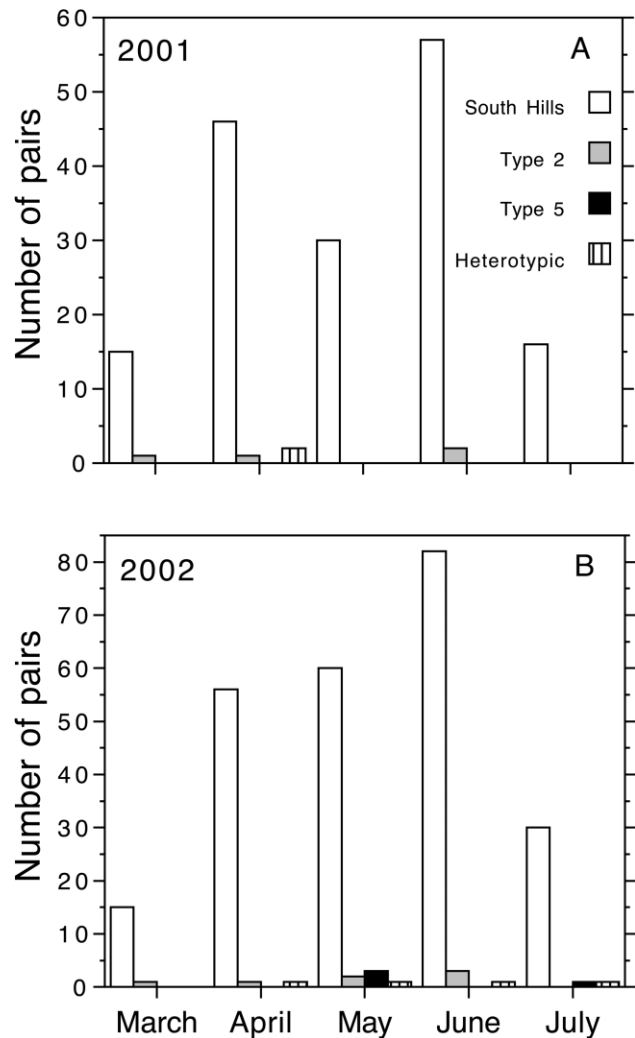 2001
A
South Hills
Type 2
Type 5
Heterotypic
Number of pairs
60
50
40
30
20
10
0
2002
B
Number of pairs
80
70
60
50
40
30
20
10
0
March April May June July